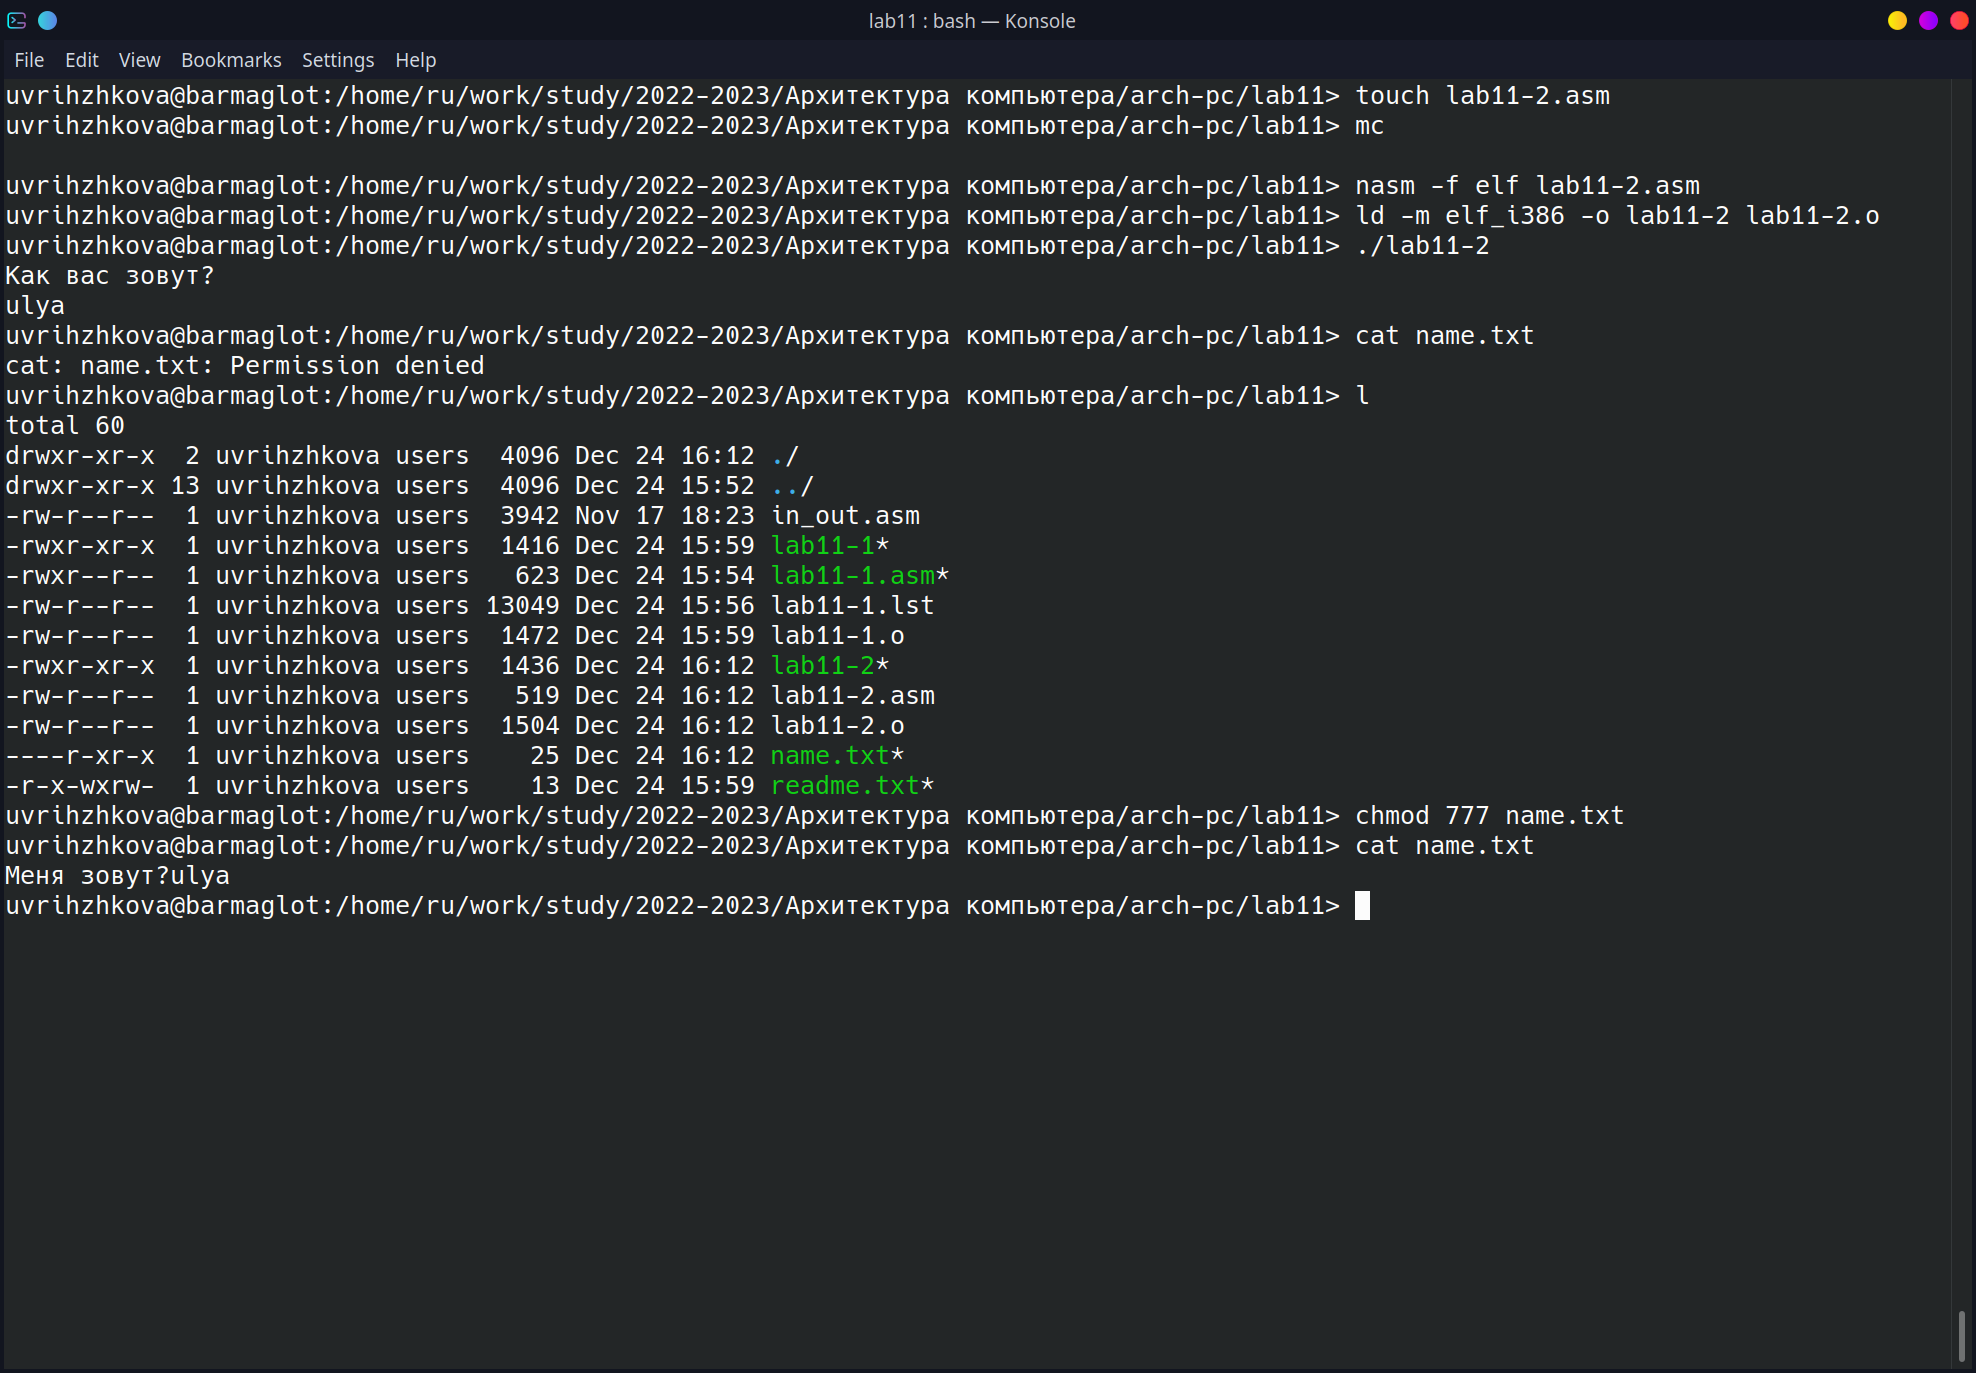 lab11 : bash — Konsole
File Edit View Bookmarks Settings Help
uvrihzhkova@barmaglot:/home/ru/work/study/2022-2023/Архитектура компьютера/arch-pc/lab11> touch lab11-2.asm
uvrihzhkova@barmaglot:/home/ru/work/study/2022-2023/Архитектура компьютера/arch-pc/lab11> mc
uvrihzhkova@barmaglot:/home/ru/work/study/2022-2023/Архитектура компьютера/arch-pc/lab11> nasm -f elf lab11-2.asm
uvrihzhkova@barmaglot:/home/ru/work/study/2022-2023/Архитектура компьютера/arch-pc/lab11> ld -m elf_i386 -o lab11-2 lab11-2.o
uvrihzhkova@barmaglot:/home/ru/work/study/2022-2023/Архитектура компьютера/arch-pc/lab11> ./lab11-2
Как вас зовут?
ulya
uvrihzhkova@barmaglot:/home/ru/work/study/2022-2023/Архитектура компьютера/arch-pc/lab11> cat name.txt
cat: name.txt: Permission denied
uvrihzhkova@barmaglot:/home/ru/work/study/2022-2023/Архитектура компьютера/arch-pc/lab11> l
total 60
drwxr-xr-x  2 uvrihzhkova users  4096 Dec 24 16:12 ./
drwxr-xr-x 13 uvrihzhkova users  4096 Dec 24 15:52 ../
-rw-r--r--  1 uvrihzhkova users  3942 Nov 17 18:23 in_out.asm
-rwxr-xr-x  1 uvrihzhkova users  1416 Dec 24 15:59 lab11-1*
-rwxr--r--  1 uvrihzhkova users   623 Dec 24 15:54 lab11-1.asm*
-rw-r--r--  1 uvrihzhkova users 13049 Dec 24 15:56 lab11-1.lst
-rw-r--r--  1 uvrihzhkova users  1472 Dec 24 15:59 lab11-1.o
-rwxr-xr-x  1 uvrihzhkova users  1436 Dec 24 16:12 lab11-2*
-rw-r--r--  1 uvrihzhkova users   519 Dec 24 16:12 lab11-2.asm
-rw-r--r--  1 uvrihzhkova users  1504 Dec 24 16:12 lab11-2.o
----r-xr-x  1 uvrihzhkova users    25 Dec 24 16:12 name.txt*
-r-x-wxrw-  1 uvrihzhkova users    13 Dec 24 15:59 readme.txt*
uvrihzhkova@barmaglot:/home/ru/work/study/2022-2023/Архитектура компьютера/arch-pc/lab11> chmod 777 name.txt
uvrihzhkova@barmaglot:/home/ru/work/study/2022-2023/Архитектура компьютера/arch-pc/lab11> cat name.txt
Меня зовут?ulya
uvrihzhkova@barmaglot:/home/ru/work/study/2022-2023/Архитектура компьютера/arch-pc/lab11>